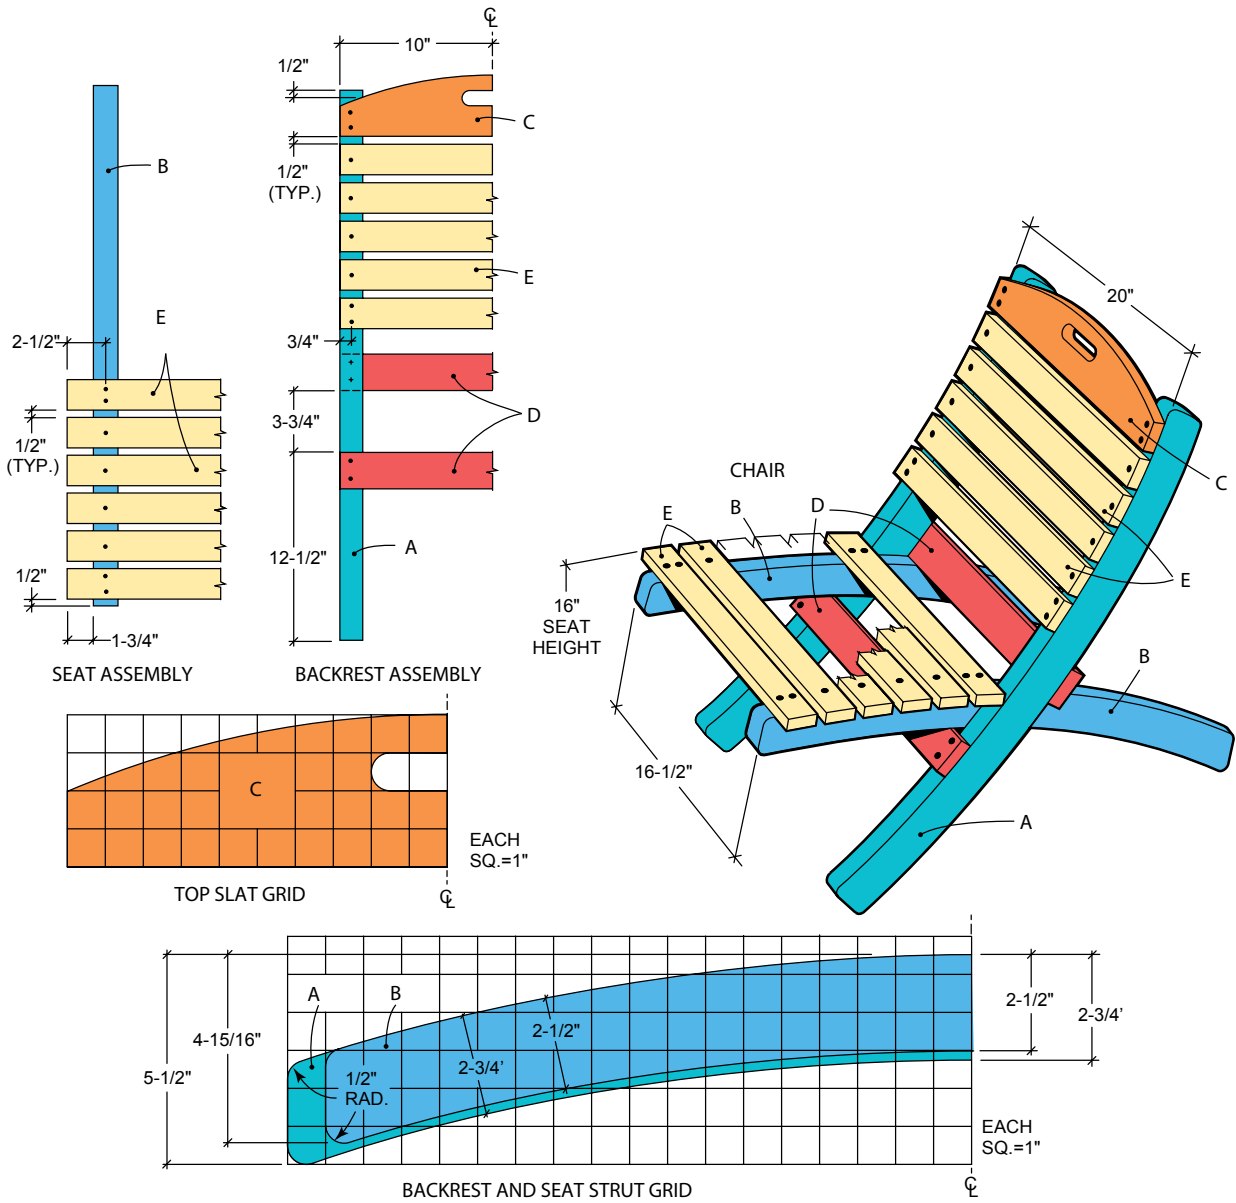 ℄
10"
1/2"
C
B
1/2"
(TYP.)
E
E
2-1/2"
3/4"
1/2"
(TYP.)
3-3/4"
D
12-1/2"
A
1/2"
1-3/4"
SEAT ASSEMBLY
BACKREST ASSEMBLY
20"
CHAIR
C
E
B
D
E
16"
SEAT
HEIGHT
D
B
16-1/2"
A
C
EACH
SQ.=1"
TOP SLAT GRID
℄
A
B
2-1/2"
2-3/4'
4-15/16"
2-1/2"
5-1/2"
2-3/4'
1/2"
RAD.
EACH
SQ.=1"
BACKREST AND SEAT STRUT GRID
℄